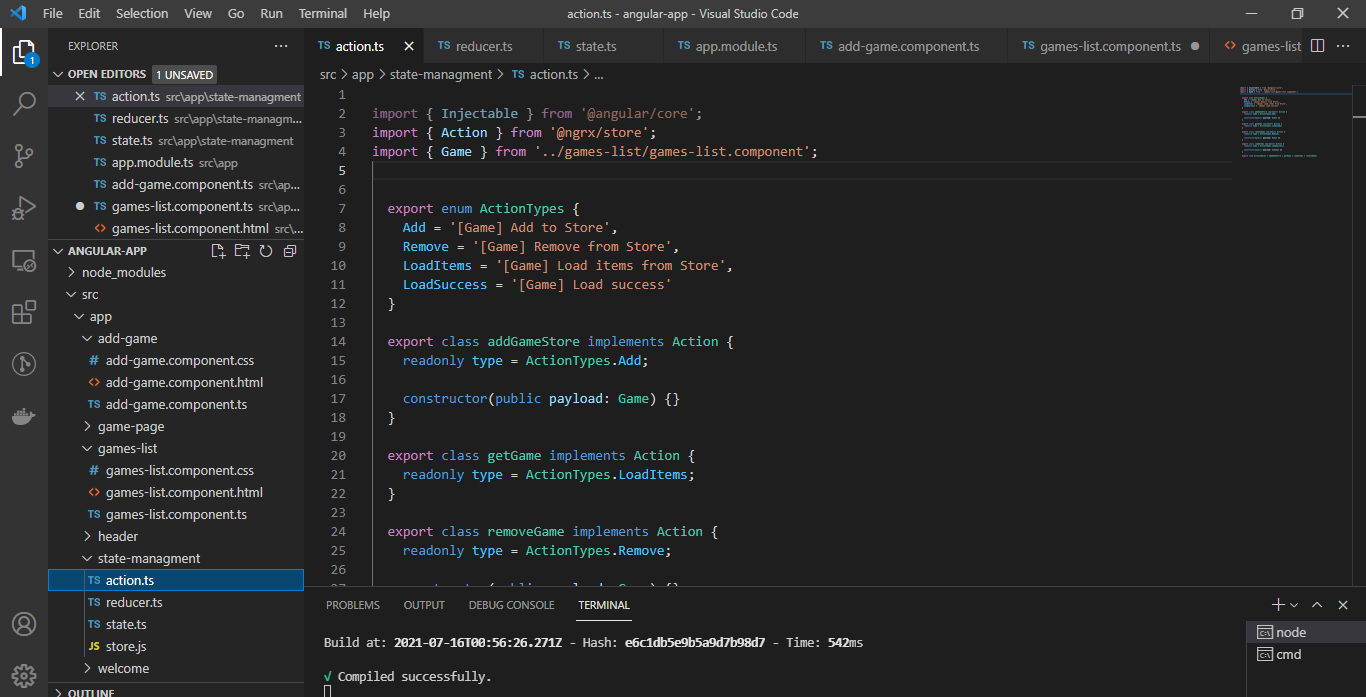 File Edit Selection View Go Run Terminal Help
action.ts - angular-app - Visual Studio Code
1
EXPLORER
OPEN EDITORS 1 UNSAVED
TS action.ts src\app\state-managment
TS reducer.ts src\app\state-managm...
TS state.ts src\app\state-managment
TS app.module.ts src\app
TS add-game.component.ts src\ap...
TS games-list.component.ts src\ap...
<> games-list.component.html src\...
ANGULAR-APP
node_modules
src
app
add-game
# add-game.component.css
<> add-game.component.html
TS add-game.component.ts
game-page
games-list
# games-list.component.css
<> games-list.component.html
TS games-list.component.ts
header
state-managment
TS action.ts
TS reducer.ts
TS state.ts
JS store.js
welcome
OUTLINE
TS action.ts TS reducer.ts TS state.ts TS app.module.ts TS add-game.component.ts TS games-list.component.ts <> games-list
src > app > state-managment > TS action.ts > ...
1
2 import { Injectable } from '@angular/core';
3 import { Action } from '@ngrx/store';
4 import { Game } from '../games-list/games-list.component';
5
6
7 export enum ActionTypes {
8 Add = '[Game] Add to Store',
9 Remove = '[Game] Remove from Store',
10 LoadItems = '[Game] Load items from Store',
11 LoadSuccess = '[Game] Load success'
12 }
13
14 export class addGameStore implements Action {
15 readonly type = ActionTypes.Add;
16
17 constructor(public payload: Game) {}
18 }
19
20 export class getGame implements Action {
21 readonly type = ActionTypes.LoadItems;
22 }
23
24 export class removeGame implements Action {
25 readonly type = ActionTypes.Remove;
26
PROBLEMS OUTPUT DEBUG CONSOLE TERMINAL
Build at: 2021-07-16T00:56:26.271Z - Hash: e6c1db5e9b5a9d7b98d7 - Time: 542ms
√ Compiled successfully.
node
cmd